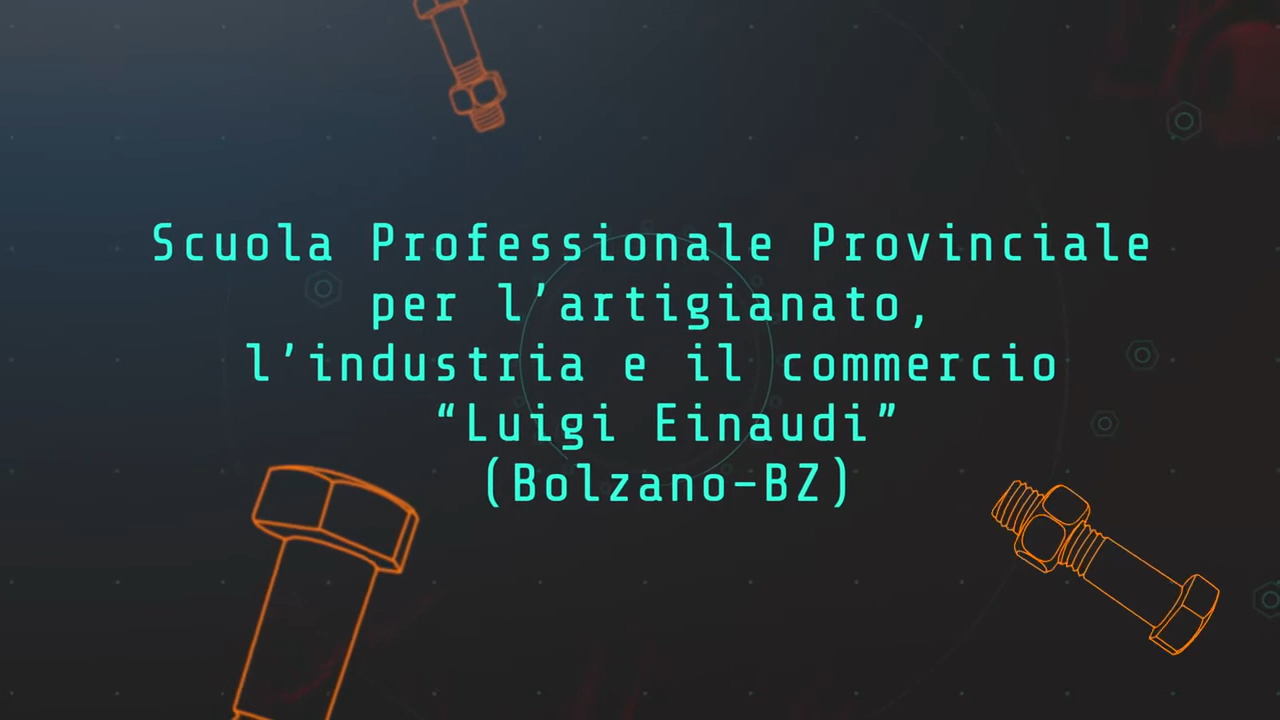 Scuola Professionale Provinciale
per l’artigianato,
l’industria e il commercio
“Luigi Einaudi”
(Bolzano-BZ)